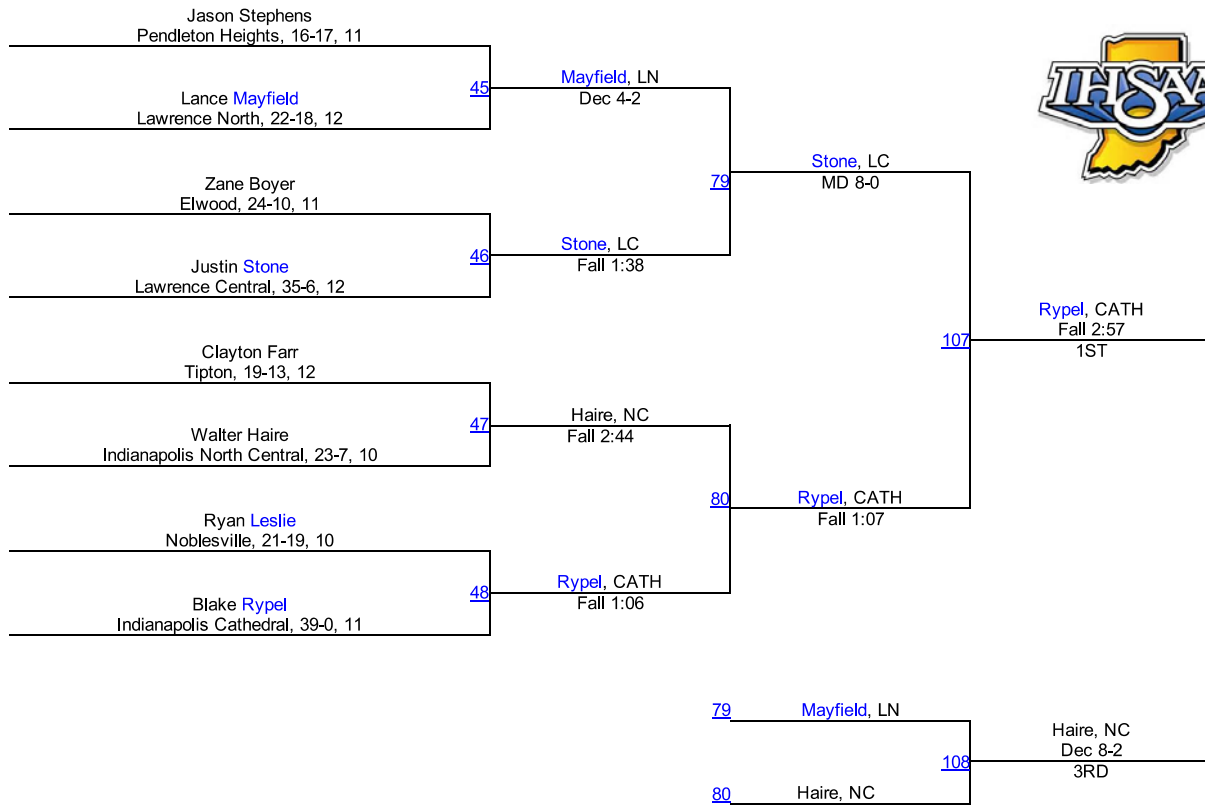 Jason Stephens
Pendleton Heights, 16-17, 11
45
Lance Mayfield
Lawrence North, 22-18, 12
Mayfield, LN
Dec 4-2
Zane Boyer
Elwood, 24-10, 11
46
Justin Stone
Lawrence Central, 35-6, 12
Stone, LC
Fall 1:38
79
Stone, LC
MD 8-0
Clayton Farr
Tipton, 19-13, 12
47
Walter Haire
Indianapolis North Central, 23-7, 10
Haire, NC
Fall 2:44
Ryan Leslie
Noblesville, 21-19, 10
48
Blake Rypel
Indianapolis Cathedral, 39-0, 11
Rypel, CATH
Fall 1:06
80
Rypel, CATH
Fall 1:07
107
Rypel, CATH
Fall 2:57
1ST
79
Mayfield, LN
108
80
Haire, NC
Haire, NC
Dec 8-2
3RD
IHSAA